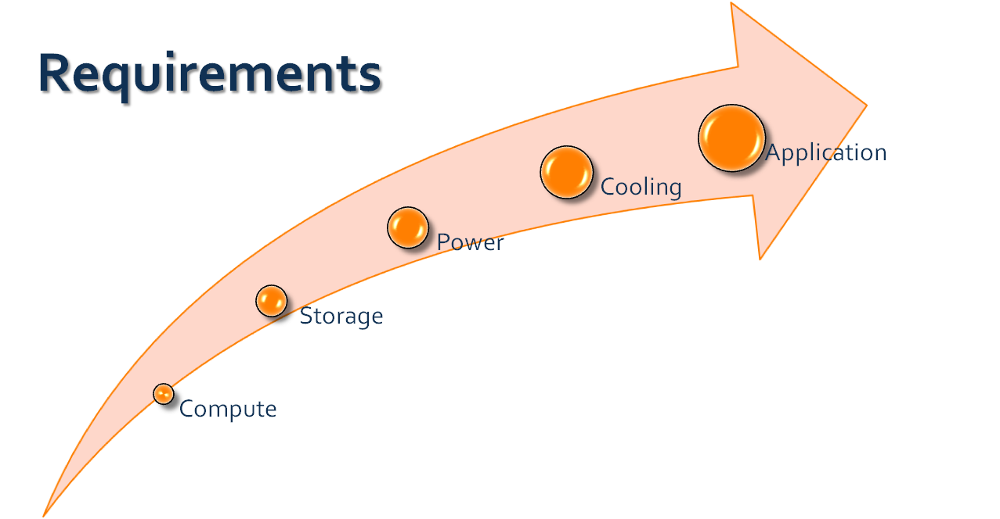 Requirements
Application
Cooling
Power
Storage
Compute